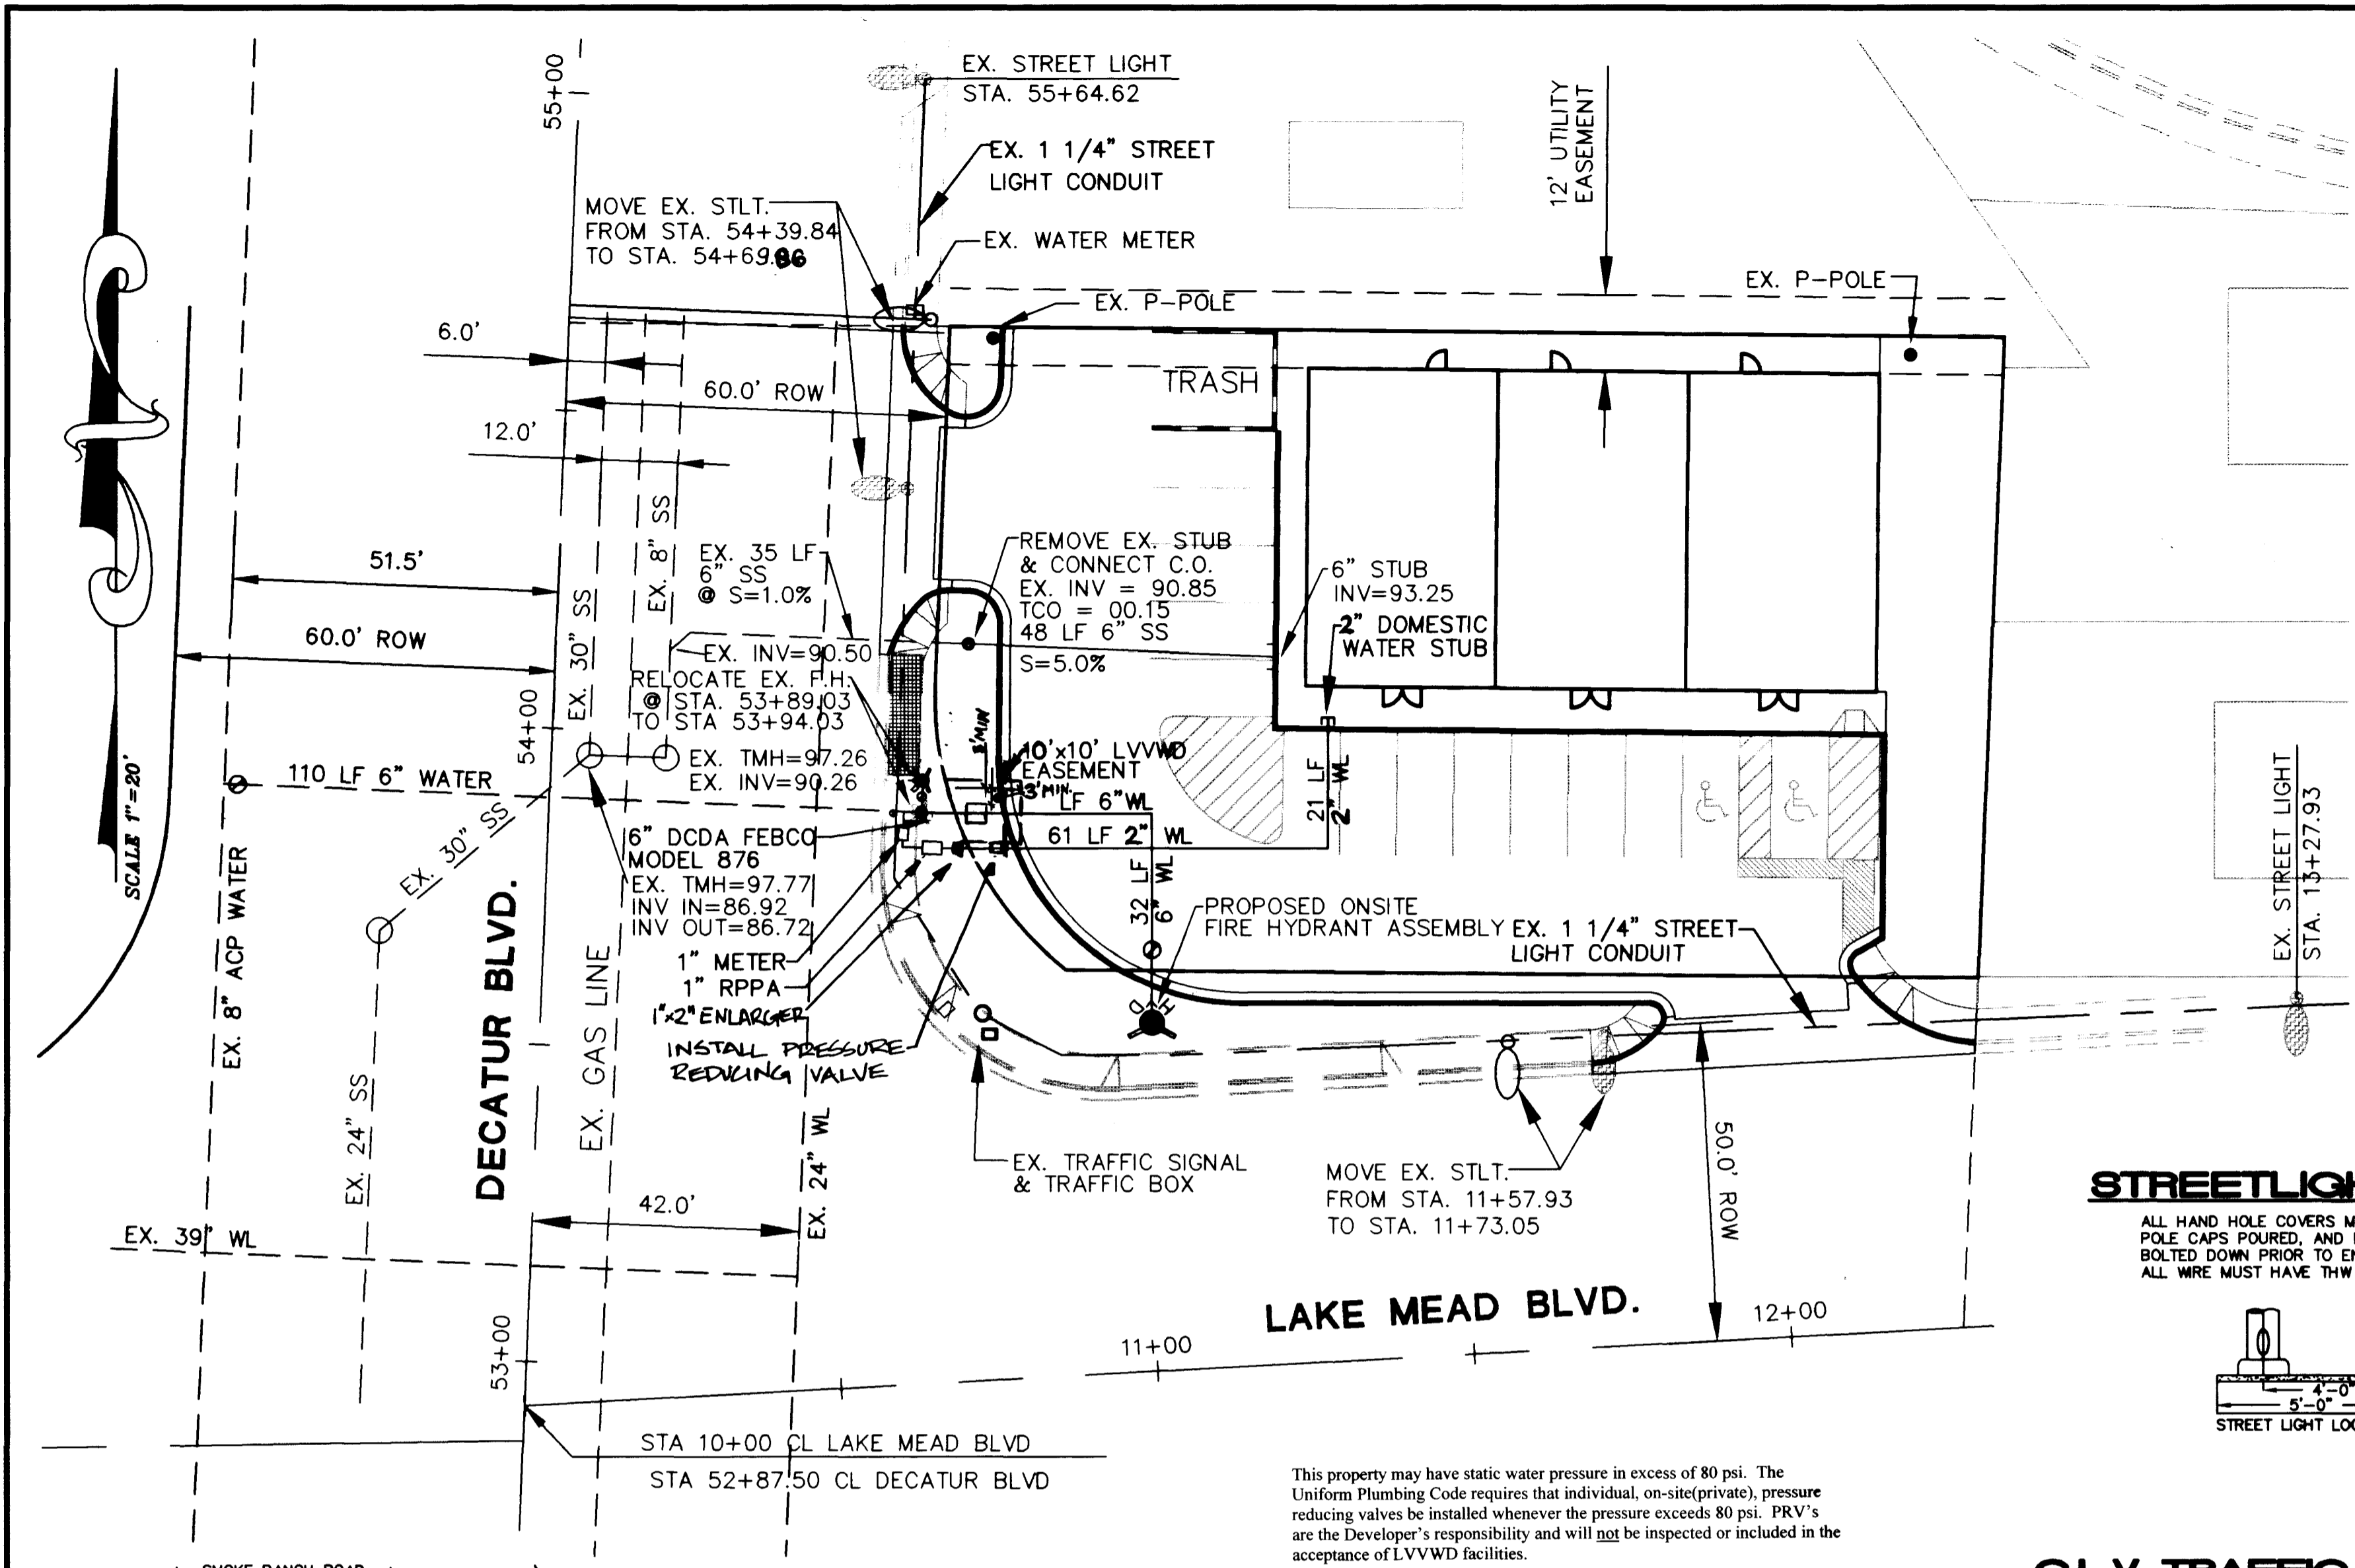 55+00
EX. STREET LIGHT
STA. 55+64.62
EX. 1 1/4" STREET
LIGHT CONDUIT
12' UTILITY
EASEMENT
MOVE EX. STLT.
FROM STA. 54+39.84
TO STA. 54+69.86
EX. WATER METER
EX. P-POLE
EX. P-POLE
6.0'
60.0' ROW
TRASH
12.0'
EX. 8" SS
51.5'
EX. 30" SS
60.0' ROW
EX. 35 LF
6" SS
@ S=1.0%
REMOVE EX. STUB
& CONNECT C.O.
EX. INV = 90.85
TCO = 00.15
48 LF 6" SS
S=5.0%
6" STUB
INV=93.25
2" DOMESTIC
WATER STUB
EX. INV=90.50
RELOCATE EX. F.H.
@ STA. 53+89.03
TO STA 53+94.03
54+00
EX. TMH=97.26
EX. INV=90.26
10'x10' LVVWD
EASEMENT
3' MIN.
LF 6" WL
61 LF 2" WL
21 LF
2" WL
110 LF 6" WATER
SCALE 1"=20'
EX. 30" SS
6" DCDA FEBCO
MODEL 876
EX. TMH=97.77
INV IN=86.92
INV OUT=86.72
1" METER
1" RPPA
1"x2" ENLARGER
INSTALL PRESSURE
REDUCING VALVE
32 LF
6" WL
PROPOSED ONSITE
FIRE HYDRANT ASSEMBLY
EX. 1 1/4" STREET
LIGHT CONDUIT
EX. STREET LIGHT
STA. 13+27.93
EX. 8" ACP WATER
DECATUR BLVD.
EX. GAS LINE
EX. 24" SS
EX. 24" WL
EX. TRAFFIC SIGNAL
& TRAFFIC BOX
MOVE EX. STLT.
FROM STA. 11+57.93
TO STA. 11+73.05
50.0' ROW
42.0'
EX. 39" WL
LAKE MEAD BLVD.
53+00
11+00
12+00
STA 10+00 CL LAKE MEAD BLVD
STA 52+87.50 CL DECATUR BLVD
ALL HAND HOLE COVERS
POLE CAPS POURED, AND
BOLTED DOWN PRIOR TO
ALL WIRE MUST HAVE THW
4'-0"
5'-0"
STREET LIGHT
This property may have static water pressure in excess of 80 psi. The
Uniform Plumbing Code requires that individual, on-site(private), pressure
reducing valves be installed whenever the pressure exceeds 80 psi. PRV's
are the Developer's responsibility and will not be inspected or included in the
acceptance of LVVWD facilities.